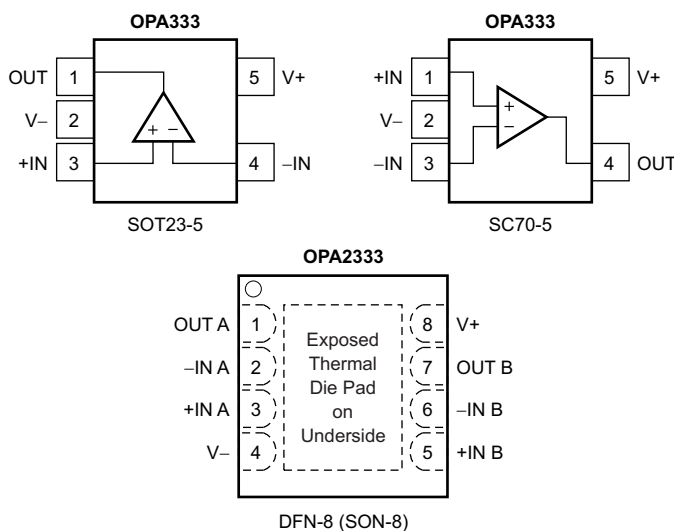 OPA333
OUT 1 5 V+
V– 2
+IN 3 4 –IN
+ –
SOT23-5
OPA333
+IN 1 5 V+
V– 2
–IN 3 4 OUT
+
–
SC70-5
OPA2333
OUT A 1 8 V+
–IN A 2 7 OUT B
+IN A 3 6 –IN B
V– 4 5 +IN B
Exposed
Thermal
Die Pad
on
Underside
DFN-8 (SON-8)